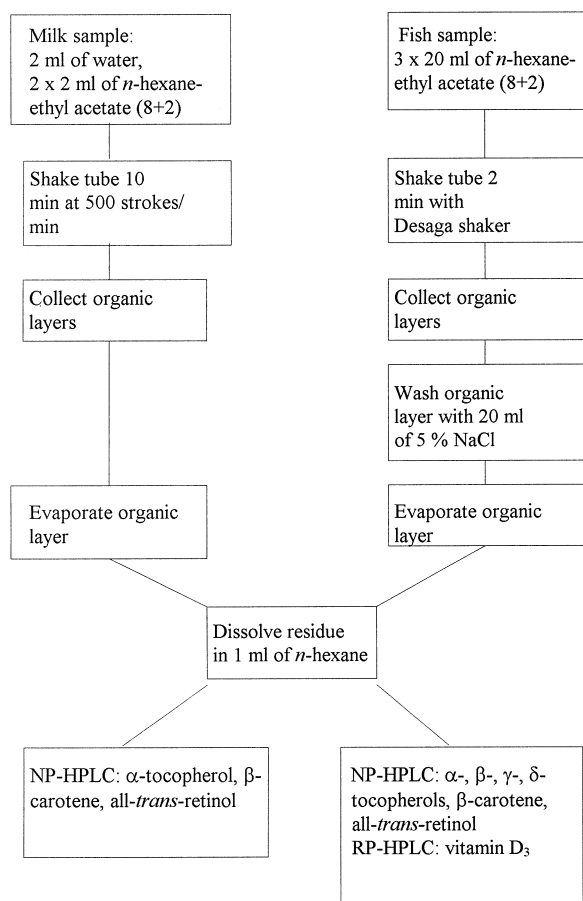 Milk sample:
2 ml of water,
2 x 2 ml of n-hexane-
ethyl acetate (8+2)
Shake tube 10
min at 500 strokes/
min
Collect organic
layers
Evaporate organic
layer
Fish sample:
3 x 20 ml of n-hexane-
ethyl acetate (8+2)
Shake tube 2
min with
Desaga shaker
Collect organic
layers
Wash organic
layer with 20 ml
of 5 % NaCl
Evaporate organic
layer
Dissolve residue
in 1 ml of n-hexane
NP-HPLC: α-tocopherol, β-
carotene, all-trans-retinol
NP-HPLC: α-, β-, γ-, δ-
tocopherols, β-carotene,
all-trans-retinol
RP-HPLC: vitamin D₃